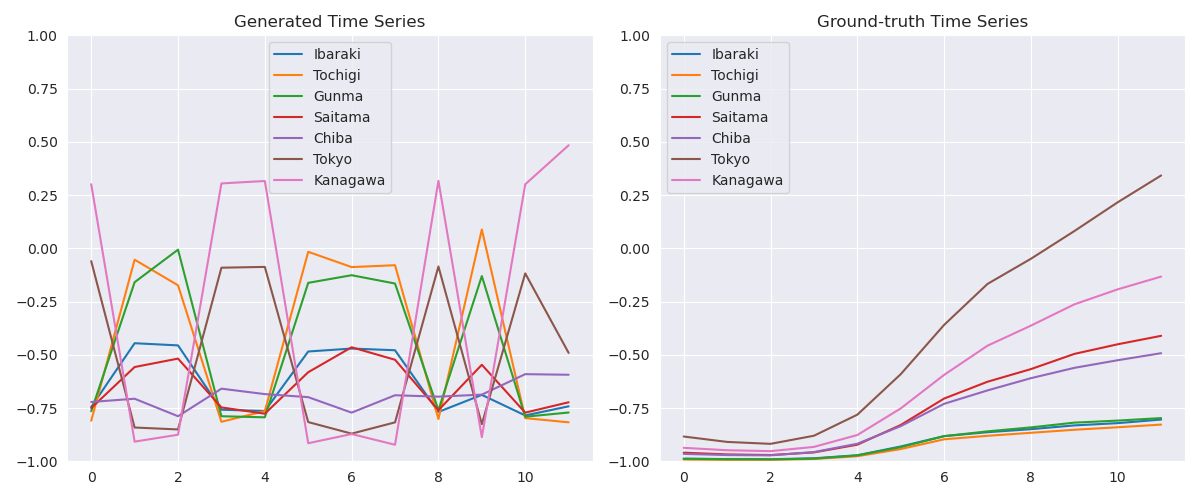 Generated Time Series
1.00
0.75
0.50
0.25
0.00
−0.25
−0.50
−0.75
−1.00
0 2 4 6 8 10
Ibaraki
Tochigi
Gunma
Saitama
Chiba
Tokyo
Kanagawa
Ground-truth Time Series
1.00
0.75
0.50
0.25
0.00
−0.25
−0.50
−0.75
−1.00
0 2 4 6 8 10
Ibaraki
Tochigi
Gunma
Saitama
Chiba
Tokyo
Kanagawa